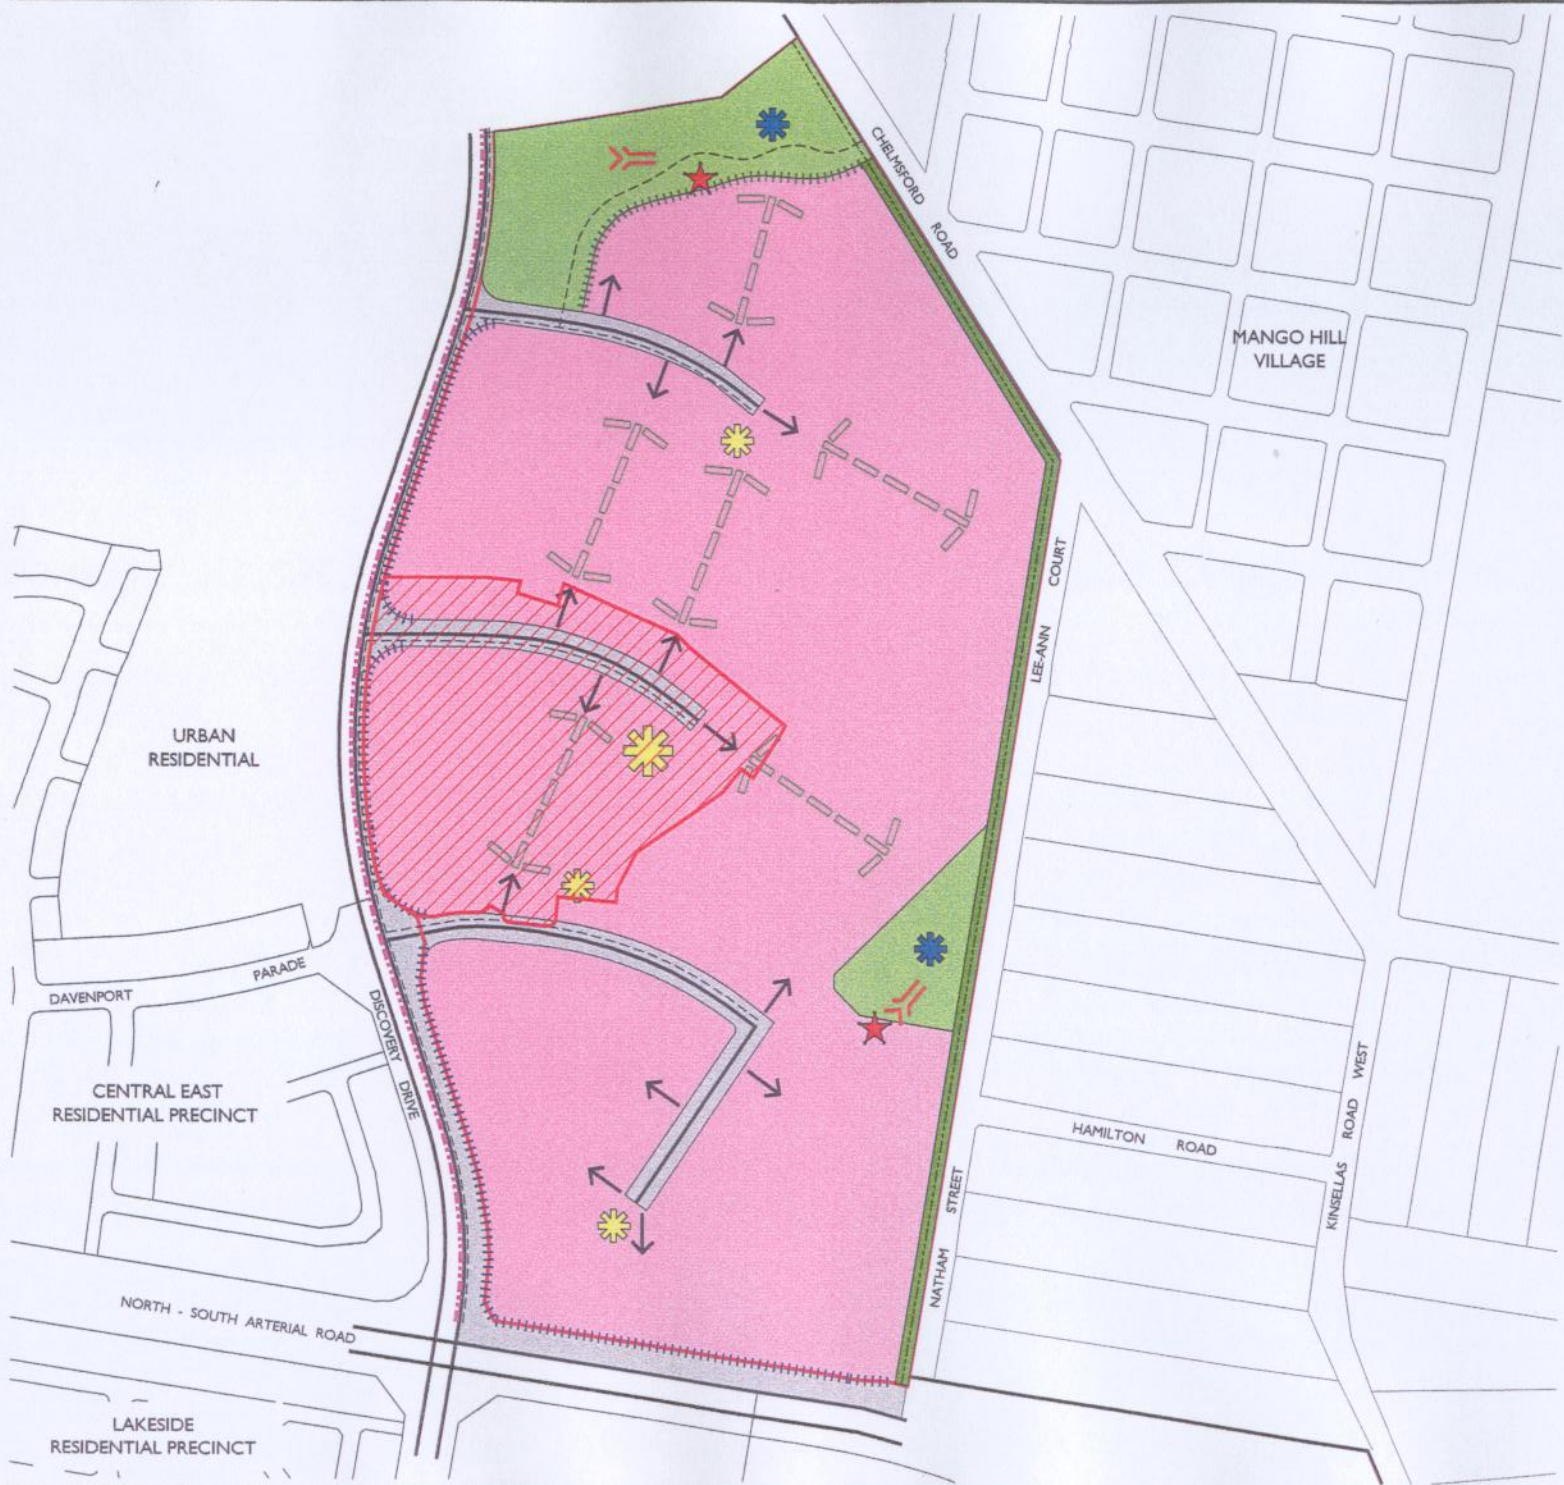 CHELMSFORD ROAD
MANGO HILL
VILLAGE
LEE-ANN COURT
URBAN
RESIDENTIAL
DAVENPORT PARADE
DISCOVERY DRIVE
CENTRAL EAST
RESIDENTIAL PRECINCT
HAMILTON ROAD
KINSELLAS ROAD WEST
NATHAM STREET
NORTH - SOUTH ARTERIAL ROAD
LAKESIDE
RESIDENTIAL PRECINCT